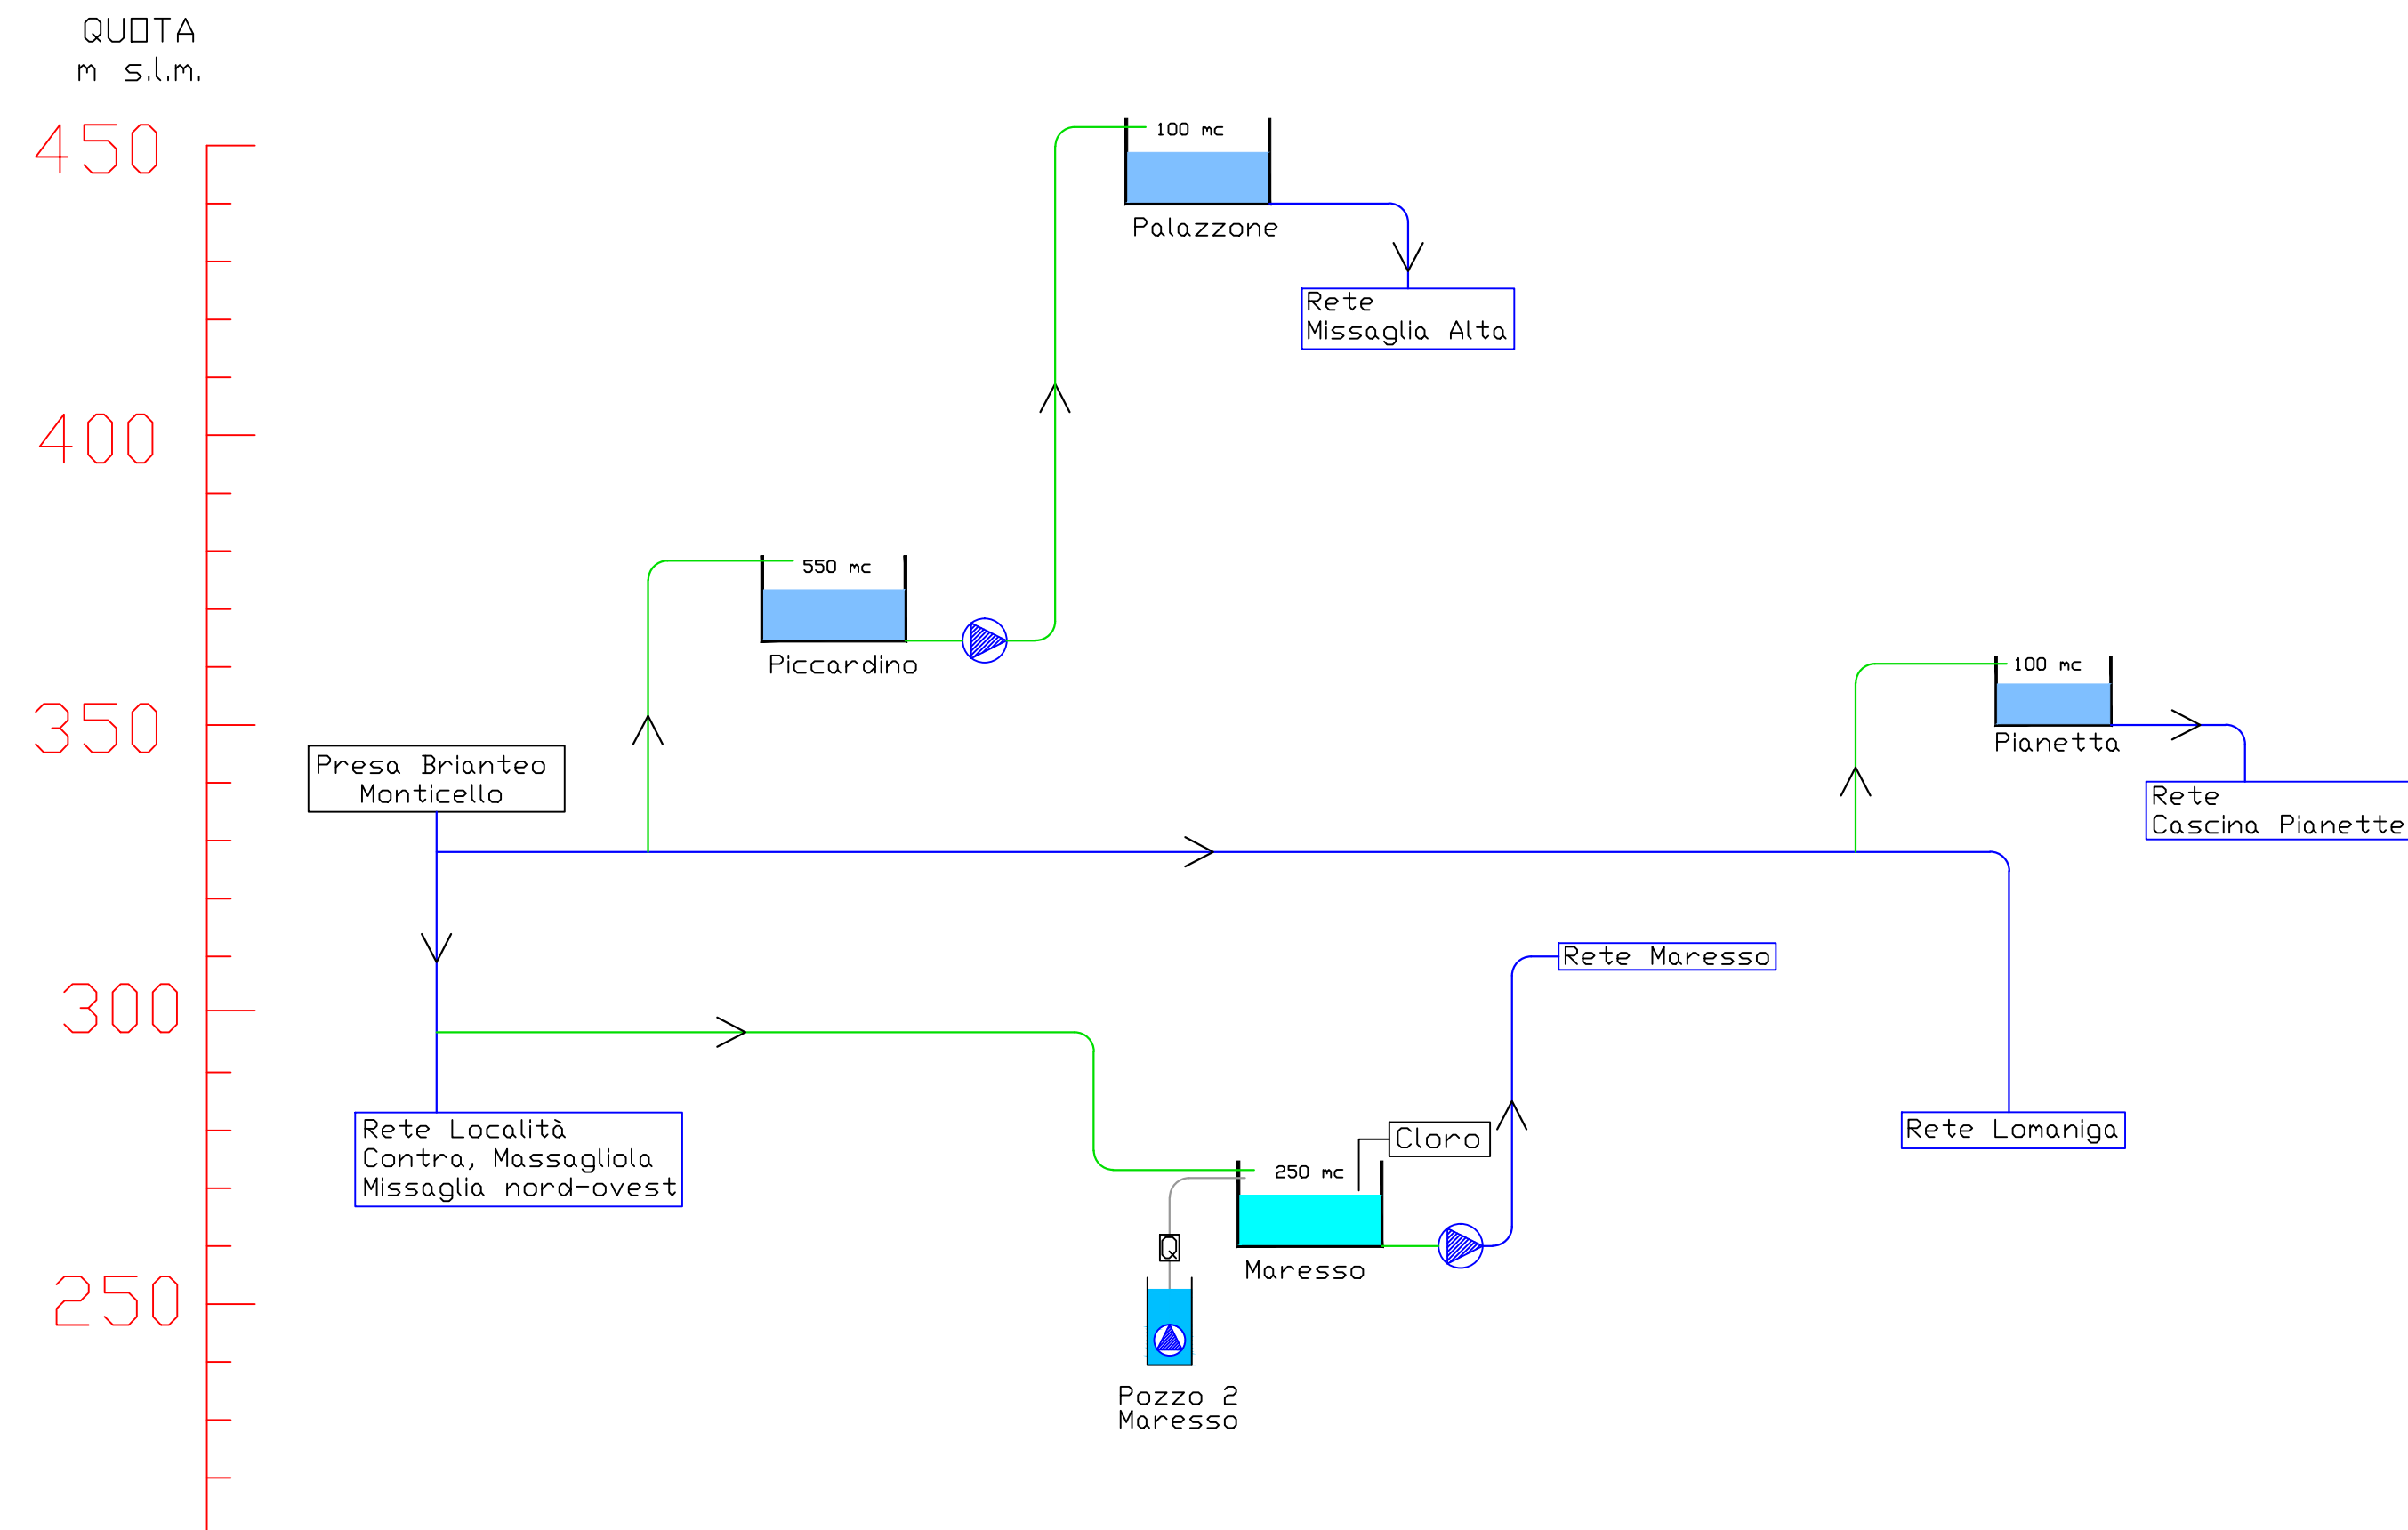 QUOTA
m s.l.m.
450
100 mc
Palazzone
Rete
Missaglia Alta
400
550 mc
Piccardino
100 mc
Pianetta
350
Presa Brianteo
Monticello
Rete
Cascina Pianette
Rete Maresso
300
Rete Località
Contra, Massagliola
Missaglia nord-ovest
Cloro
Rete Lomaniga
250 mc
Q
Maresso
250
Pozzo 2
Maresso